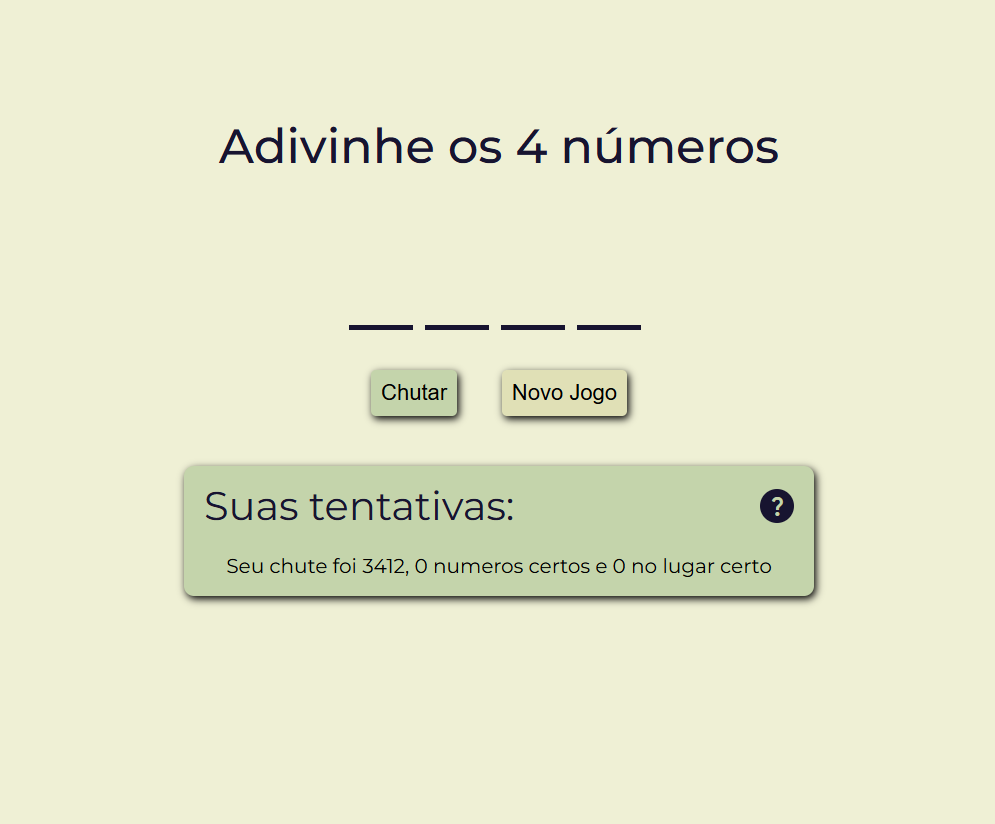 Adivinhe os 4 números
Chutar
Novo Jogo
Suas tentativas:
?
Seu chute foi 3412, 0 numeros certos e 0 no lugar certo